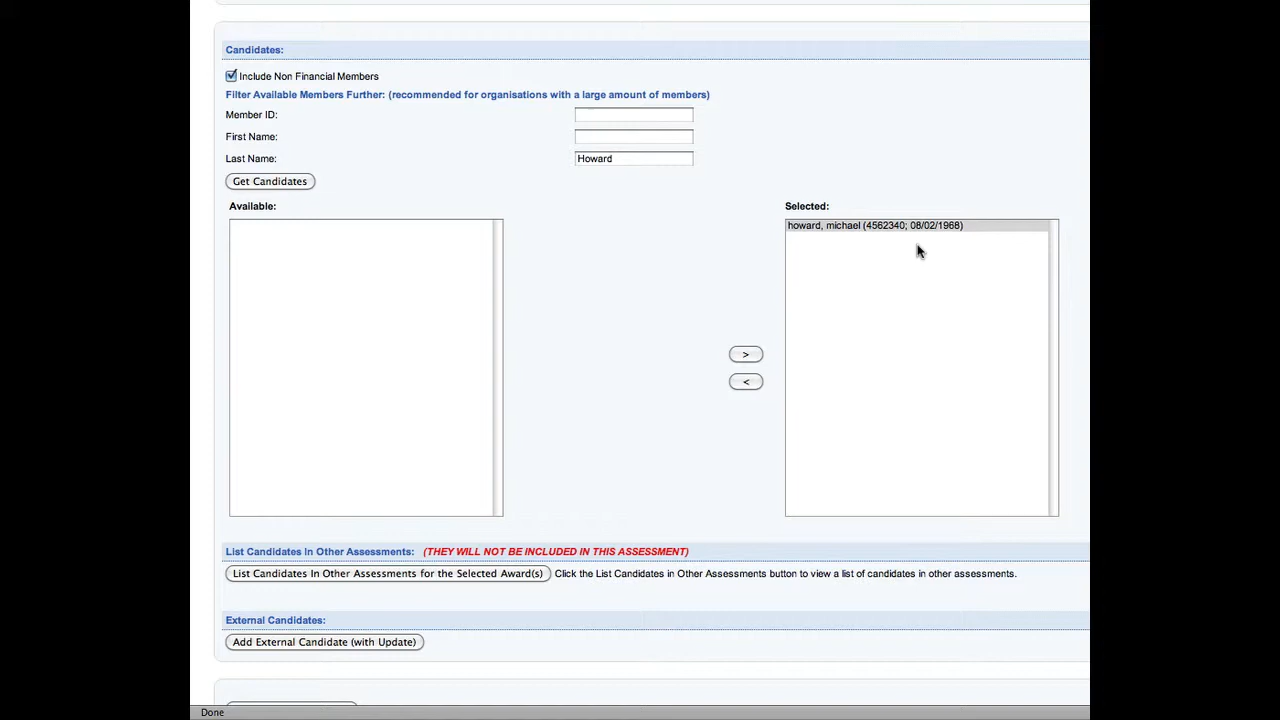 Candidates:
Include Non Financial Members
Filter Available Members Further: (recommended for organisations with a large amount of members)
Member ID:
First Name:
Last Name: Howard
Get Candidates
Available: Selected:
howard, michael (4562340; 08/02/1968)
>
<
List Candidates In Other Assessments: (THEY WILL NOT BE INCLUDED IN THIS ASSESSMENT)
List Candidates In Other Assessments for the Selected Award(s) Click the List Candidates in Other Assessments button to view a list of candidates in other assessments.
External Candidates:
Add External Candidate (with Update)
Done